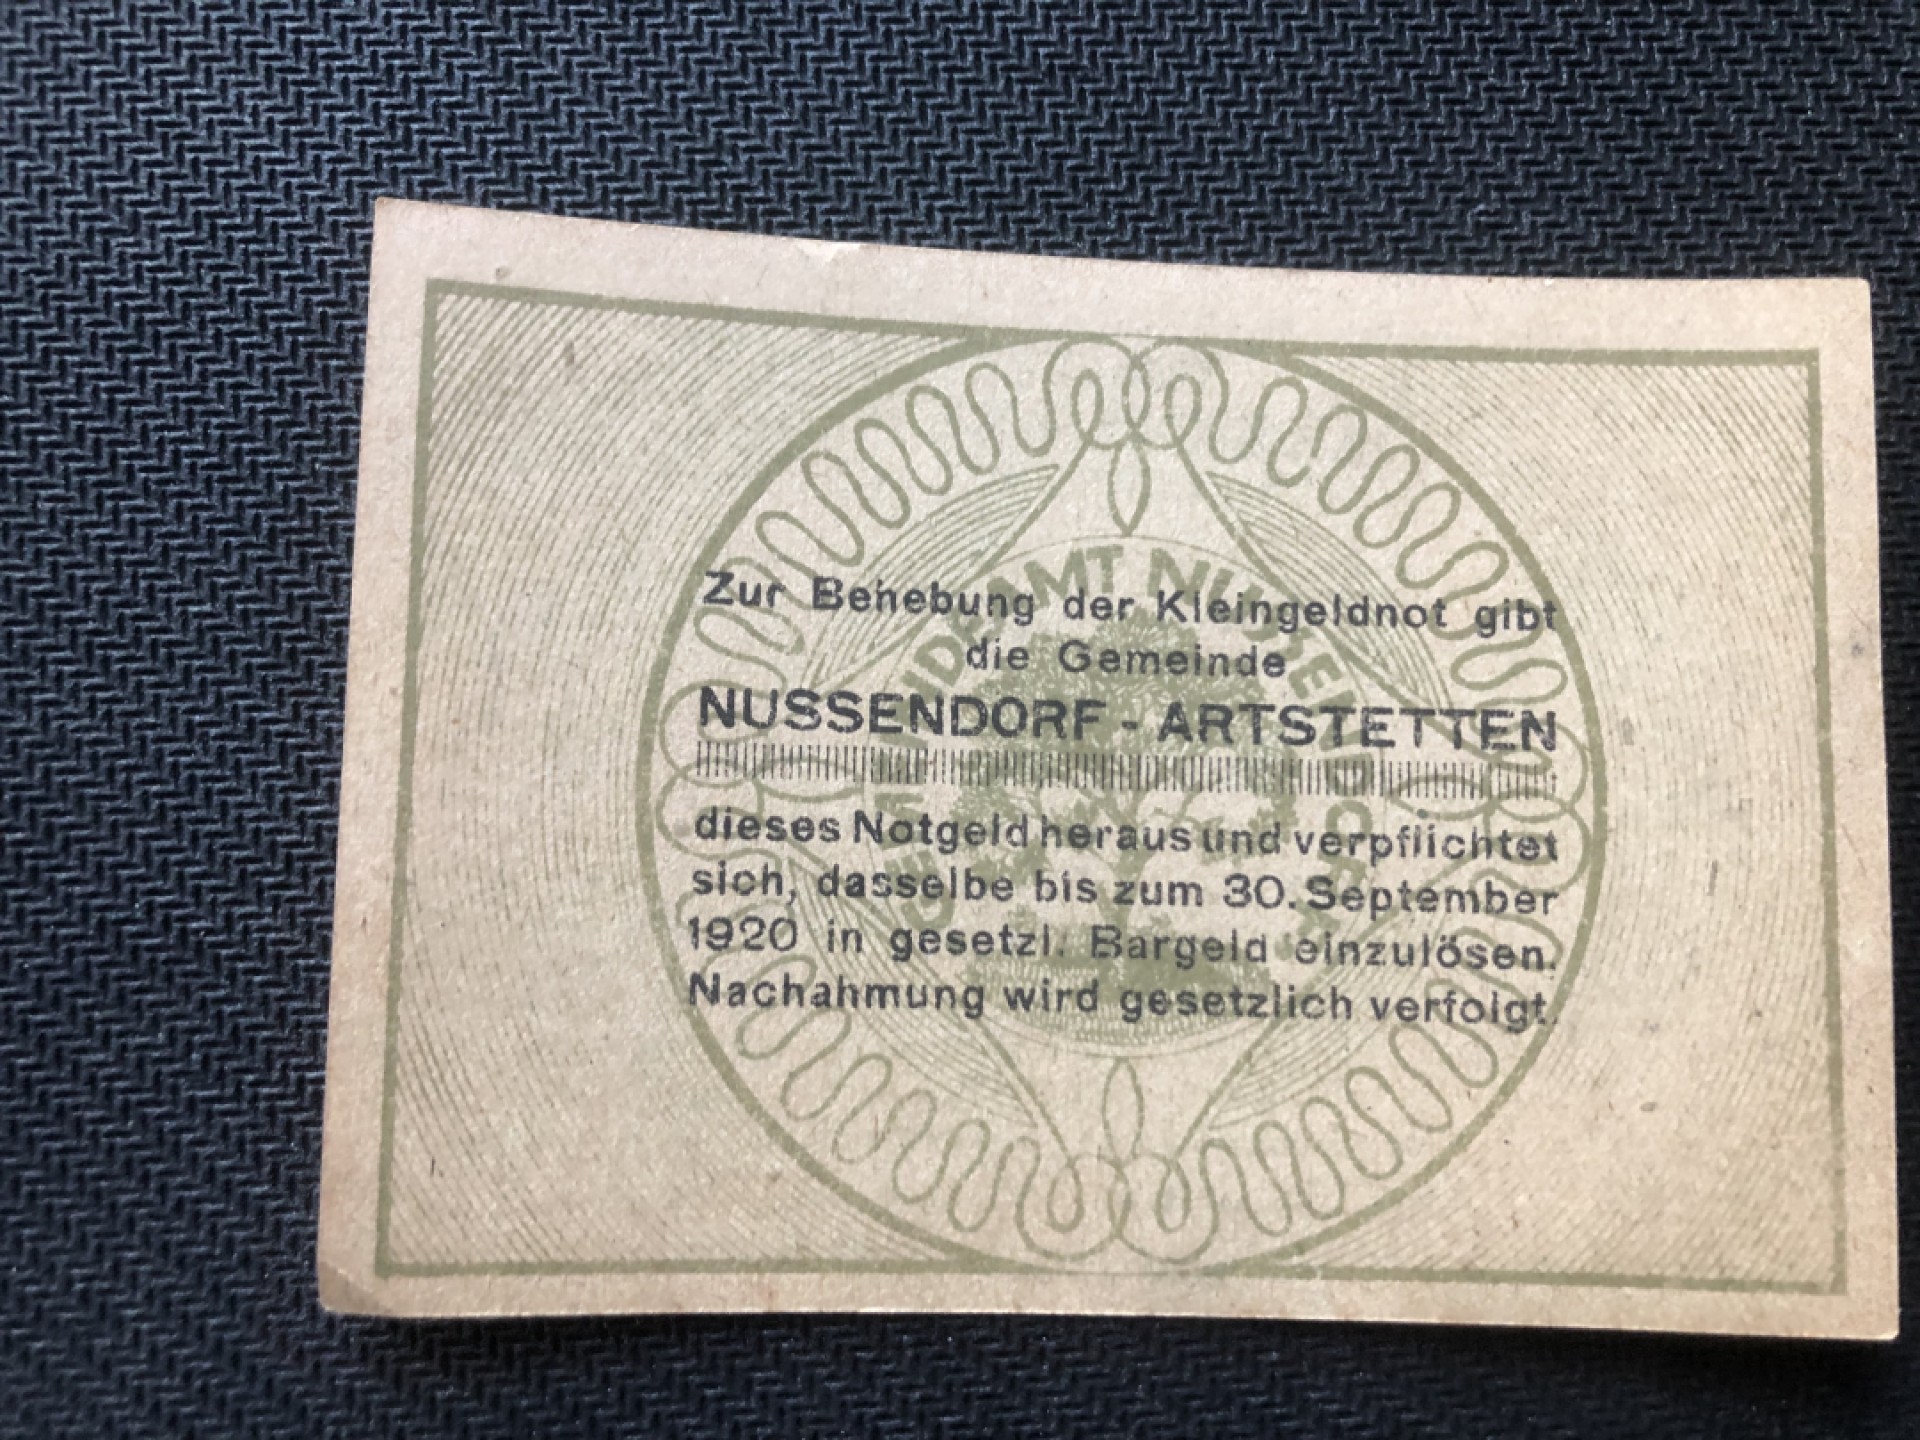 Zur Behebung der Kleingeldnot gibt
die Gemeinde
NUSSENDORF - ARTSTETTEN
dieses Notgeld heraus und verpflichtet
sich, dasselbe bis zum 30. September
1920 in gesetzl. Bargeld einzulösen.
Nachahmung wird gesetzlich verfolgt.